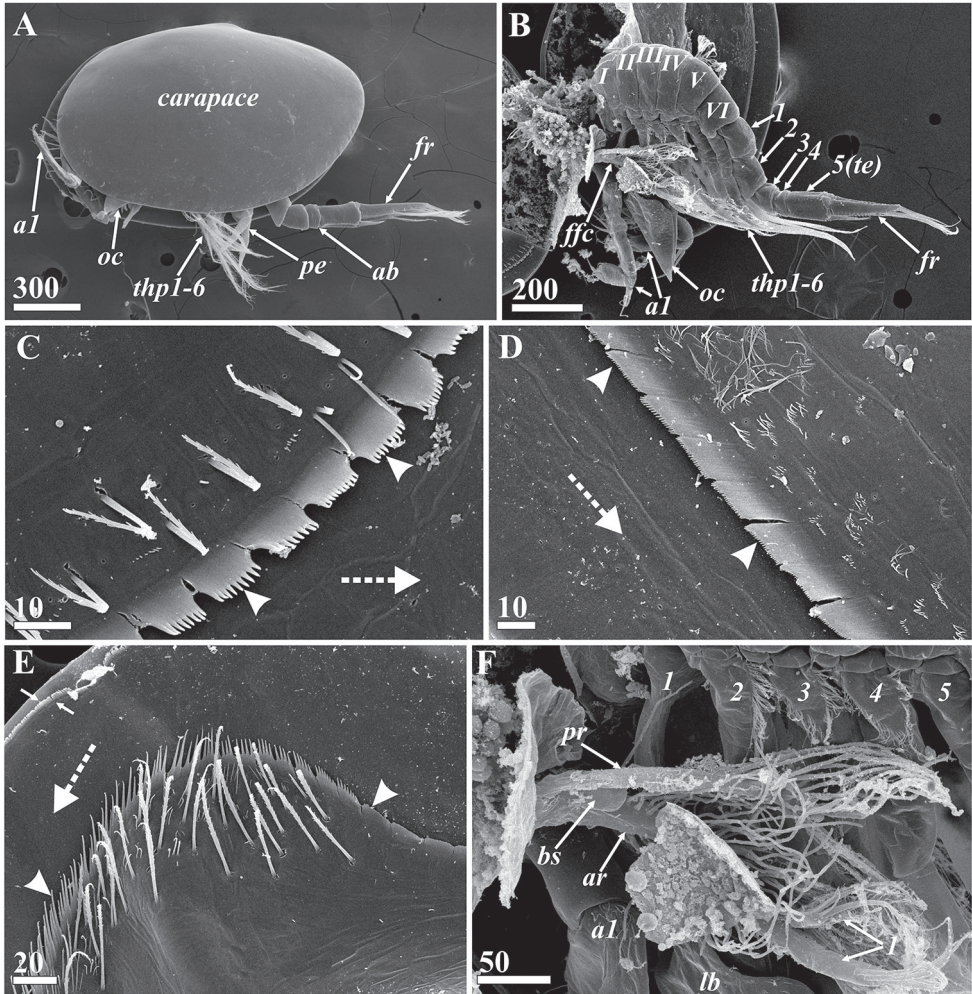 A
carapace
fr
a1
oc
thp1-6
pe
ab
300
B
I II III IV V VI
1
2
3
4
5(te)
ffc
a1
oc
thp1-6
fr
200
C
10
D
10
E
20
F
1
2
3
4
5
pr
bs
ar
a1
1
lb
50